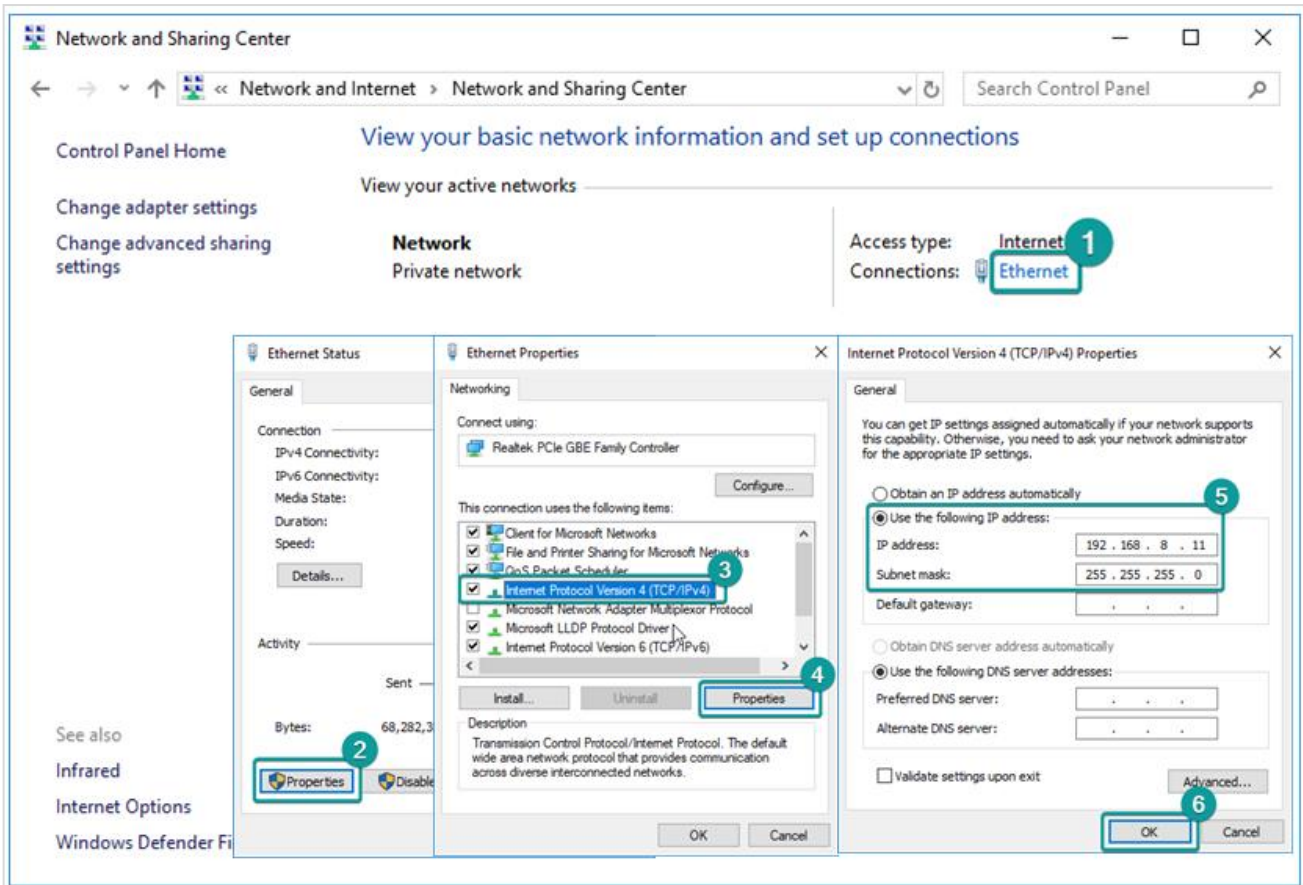 Network and Sharing Center
« Network and Internet › Network and Sharing Center
Search Control Panel
Control Panel Home
Change adapter settings
Change advanced sharing
settings
View your basic network information and set up connections
View your active networks
Network
Private network
Access type: Internet
Connections: Ethernet
1
See also
Infrared
Internet Options
Windows Defender Fi
Ethernet Status
General
Connection
IPv4 Connectivity:
IPv6 Connectivity:
Media State:
Duration:
Speed:
Details...
Activity
Sent
Bytes: 68,282,3
2
Properties
Disable
Ethernet Properties
Networking
Connect using:
Realtek PCIe GBE Family Controller
Configure...
This connection uses the following items:
Client for Microsoft Networks
File and Printer Sharing for Microsoft Networks
QoS Packet Scheduler
3
Internet Protocol Version 4 (TCP/IPv4)
Microsoft Network Adapter Multiplexor Protocol
Microsoft LLDP Protocol Driver
Internet Protocol Version 6 (TCP/IPv6)
4
Install... Uninstall Properties
Description
Transmission Control Protocol/Internet Protocol. The default
wide area network protocol that provides communication
across diverse interconnected networks.
OK Cancel
Internet Protocol Version 4 (TCP/IPv4) Properties
General
You can get IP settings assigned automatically if your network supports
this capability. Otherwise, you need to ask your network administrator
for the appropriate IP settings.
Obtain an IP address automatically
5
Use the following IP address:
IP address: 192 . 168 . 8 . 11
Subnet mask: 255 . 255 . 255 . 0
Default gateway: . . .
Obtain DNS server address automatically
Use the following DNS server addresses:
Preferred DNS server: . . .
Alternate DNS server: . . .
Validate settings upon exit
Advanced...
6
OK Cancel